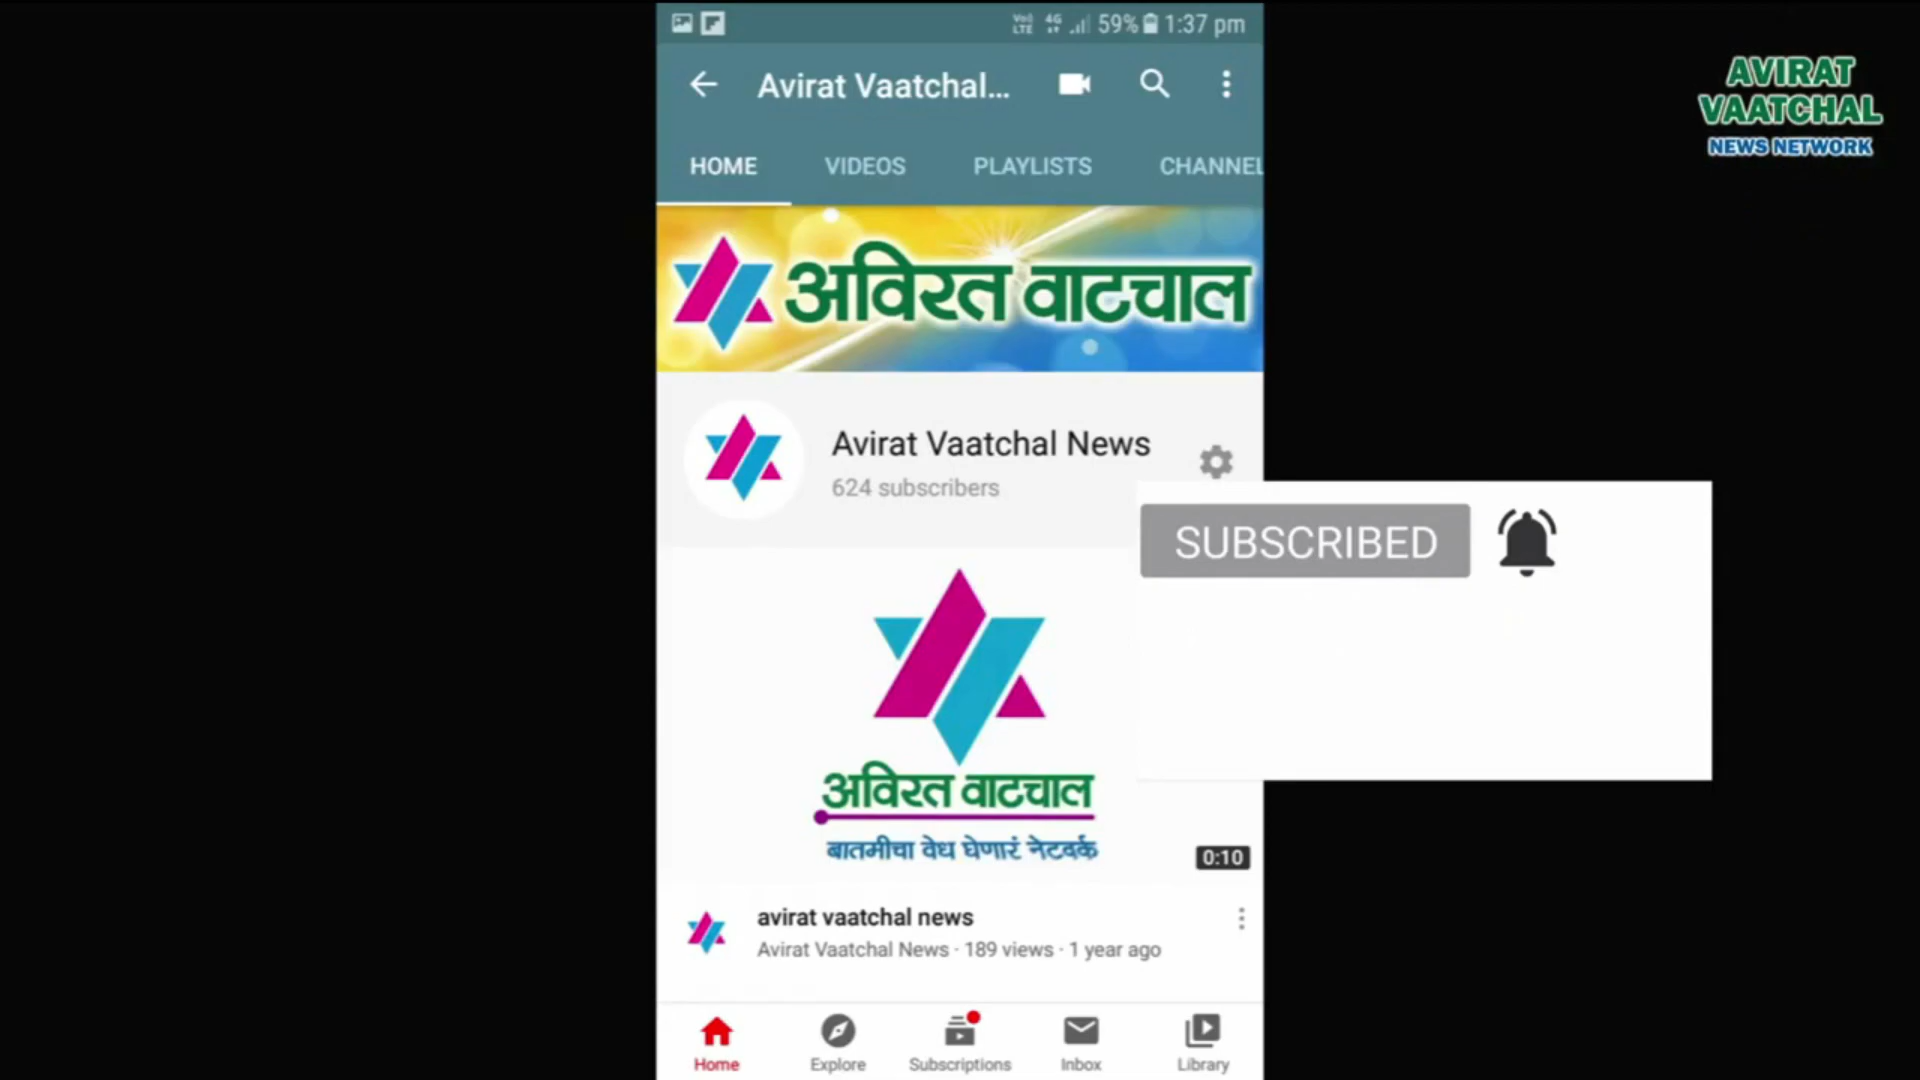 VoLTE 4G 59% 1:37 pm
Avirat Vaatchal...
AVIRAT
VAATCHAL
NEWS NETWORK
HOME VIDEOS PLAYLISTS CHANNEL
अविरत वाटचाल
Avirat Vaatchal News
624 subscribers
SUBSCRIBED
अविरत वाटचाल
बातमीचा वेध घेणारं नेटवर्क
0:10
avirat vaatchal news
Avirat Vaatchal News · 189 views · 1 year ago
Home Explore Subscriptions Inbox Library